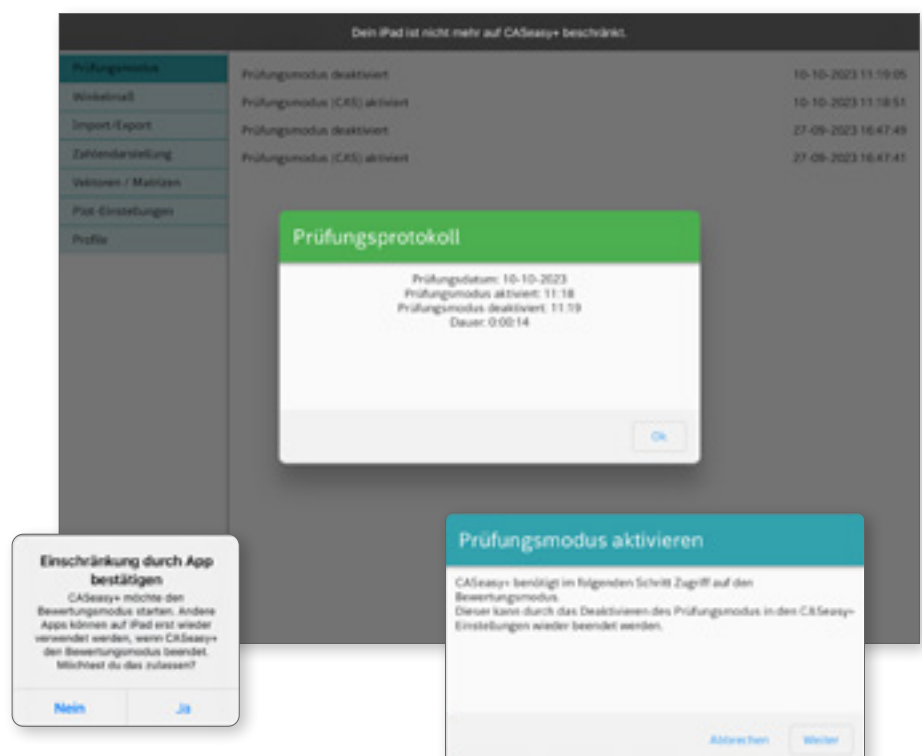 Dein iPad ist nicht mehr auf CASeasy+ beschränkt.
Prüfungsmodus
Winkelmaß
Import/Export
Zahlendarstellung
Vektoren / Matrizen
Plot-Einstellungen
Profile
Prüfungsmodus deaktiviert 10-10-2023 11:19:05
Prüfungsmodus (CAS) aktiviert 10-10-2023 11:18:51
Prüfungsmodus deaktiviert 27-09-2023 16:47:49
Prüfungsmodus (CAS) aktiviert 27-09-2023 16:47:41
Prüfungsprotokoll
Prüfungsdatum: 10-10-2023
Prüfungsmodus aktiviert: 11:18
Prüfungsmodus deaktiviert: 11:19
Dauer: 0:00:14
Ok
Einschränkung durch App
bestätigen
CASeasy+ möchte den
Bewertungsmodus starten. Andere
Apps können auf iPad erst wieder
verwendet werden, wenn CASeasy+
den Bewertungsmodus beendet.
Möchtest du das zulassen?
Nein Ja
Prüfungsmodus aktivieren
CASeasy+ benötigt im folgenden Schritt Zugriff auf den
Bewertungsmodus.
Dieser kann durch das Deaktivieren des Prüfungsmodus in den CASeasy+
Einstellungen wieder beendet werden.
Abbrechen Weiter